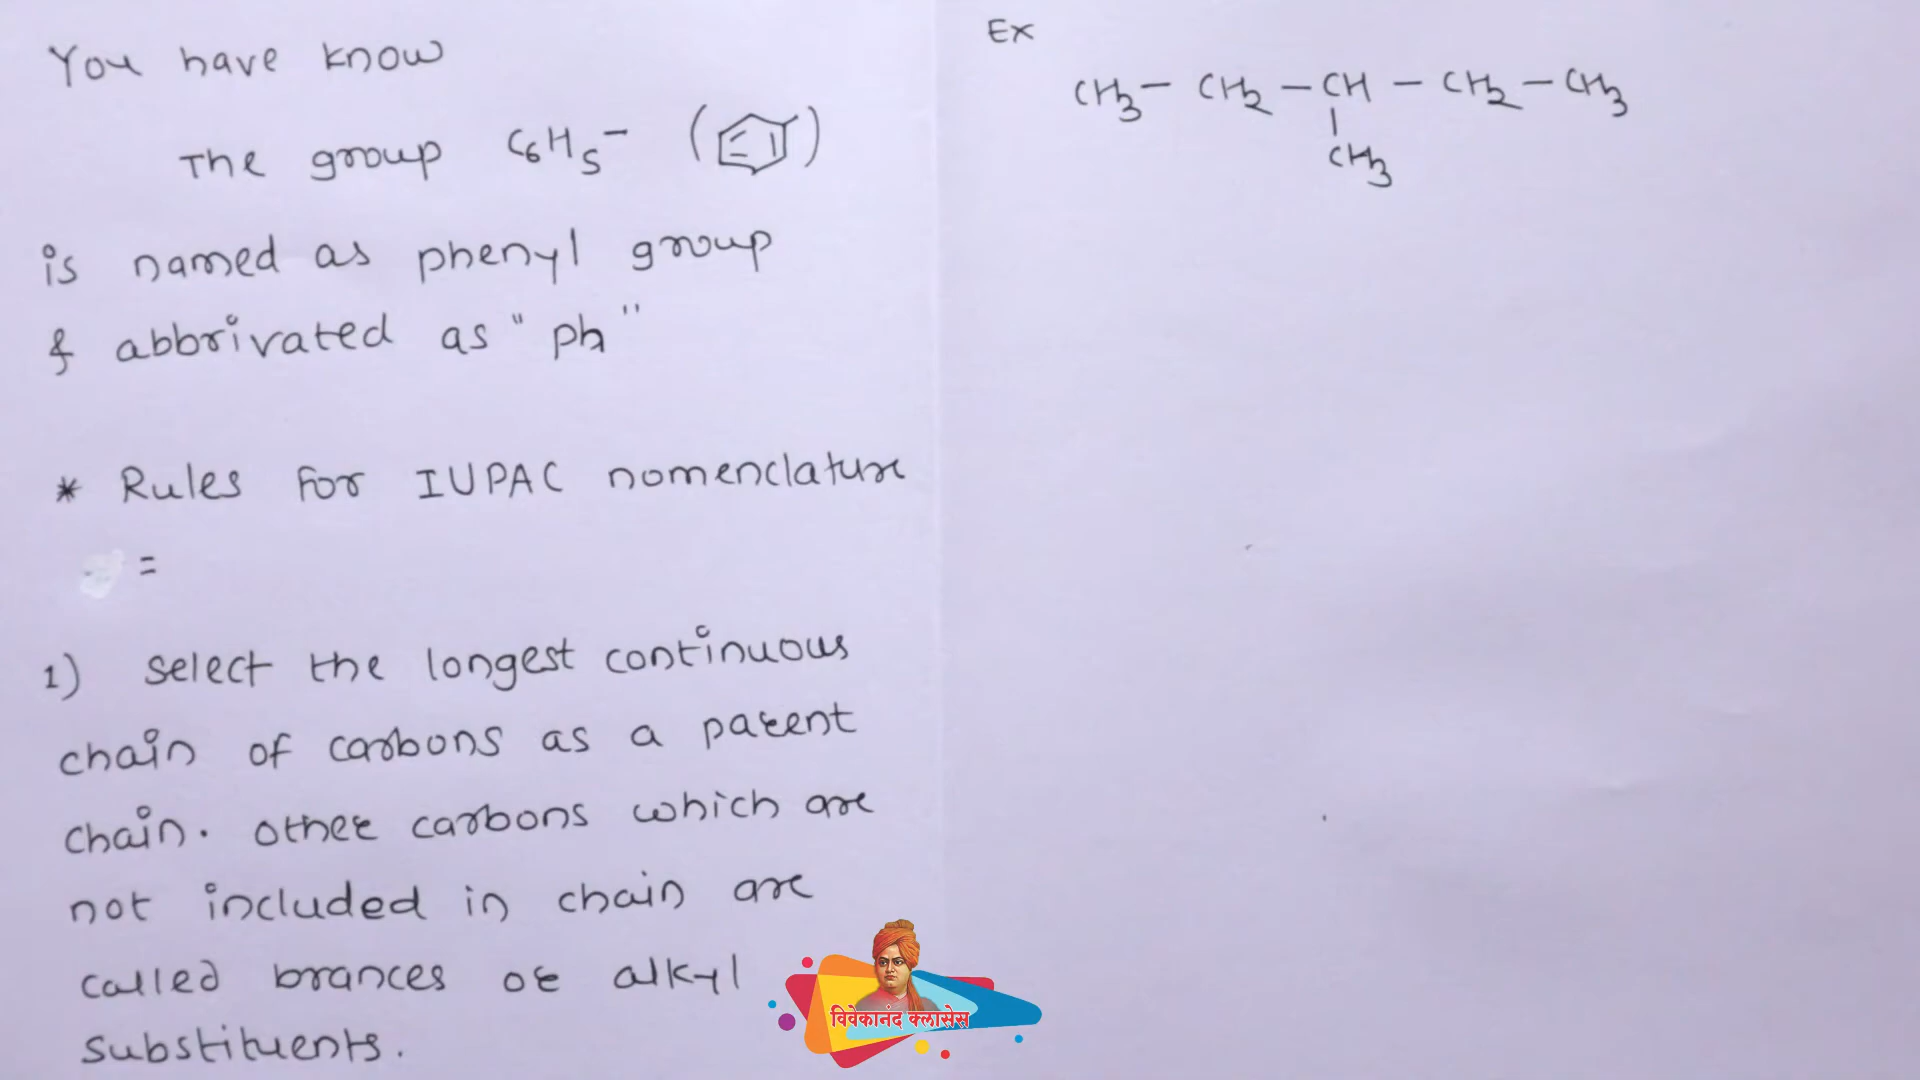 You have know
The group C6H5- ( )
is named as phenyl group
& abbrivated as "ph"
* Rules For IUPAC nomenclature
=
1) select the longest continuous
chain of carbons as a parent
chain. other carbons which are
not included in chain are
called brances or alkyl
substituents.
Ex
CH3 - CH2 - CH - CH2 - CH3
|
CH3
विवेकानंद क्लासेस